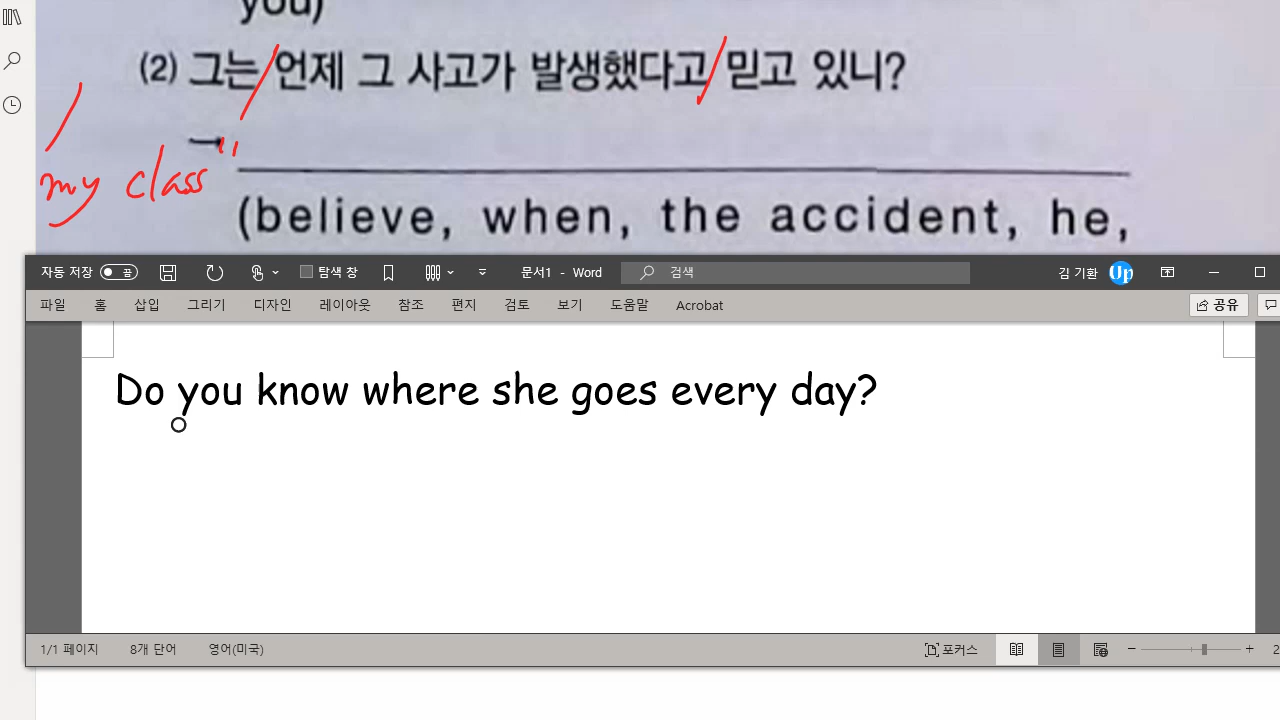 you)
(2) 그는 언제 그 사고가 발생했다고 믿고 있니?
→
my class"
(believe, when, the accident, he,
자동 저장 끔 탐색 창 문서1 - Word 검색 김 기환 Up
파일 홈 삽입 그리기 디자인 레이아웃 참조 편지 검토 보기 도움말 Acrobat 공유
Do you know where she goes every day?
1/1 페이지 8개 단어 영어(미국) 포커스 2